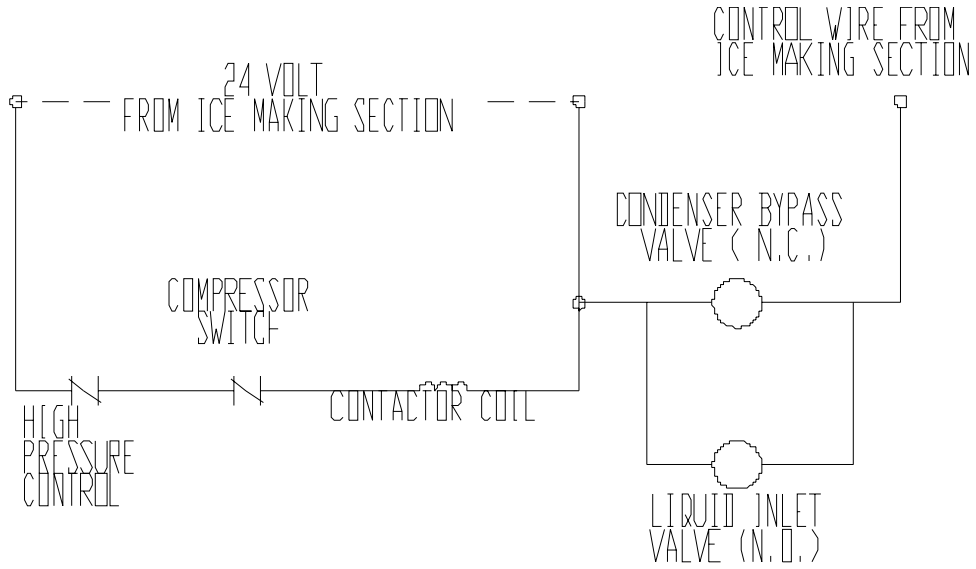 CONTROL WIRE FROM
ICE MAKING SECTION
24 VOLT
FROM ICE MAKING SECTION
CONDENSER BYPASS
VALVE ( N.C.)
COMPRESSOR
SWITCH
CONTACTOR COIL
HIGH
PRESSURE
CONTROL
LIQUID INLET
VALVE (N.O.)